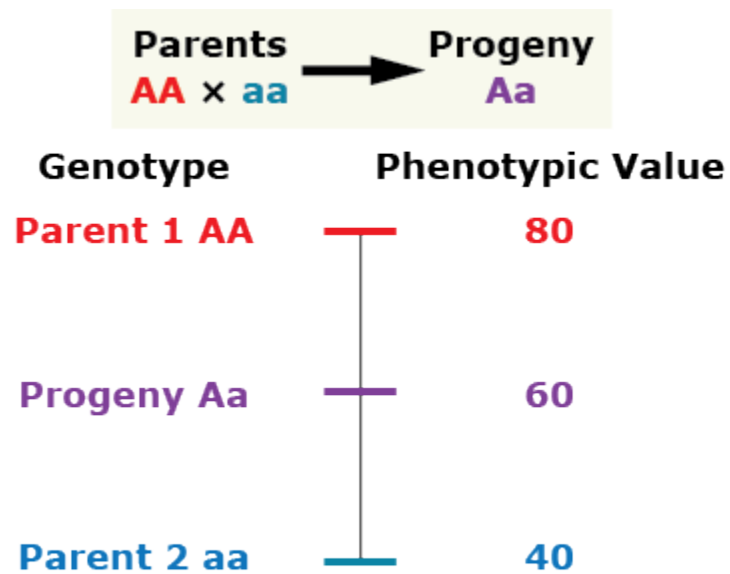 Parents Progeny
AA × aa Aa
Genotype Phenotypic Value
Parent 1 AA 80
Progeny Aa 60
Parent 2 aa 40